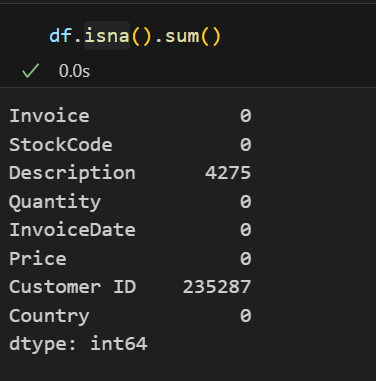 df.isna().sum()
0.0s
Invoice 0
StockCode 0
Description 4275
Quantity 0
InvoiceDate 0
Price 0
Customer ID 235287
Country 0
dtype: int64